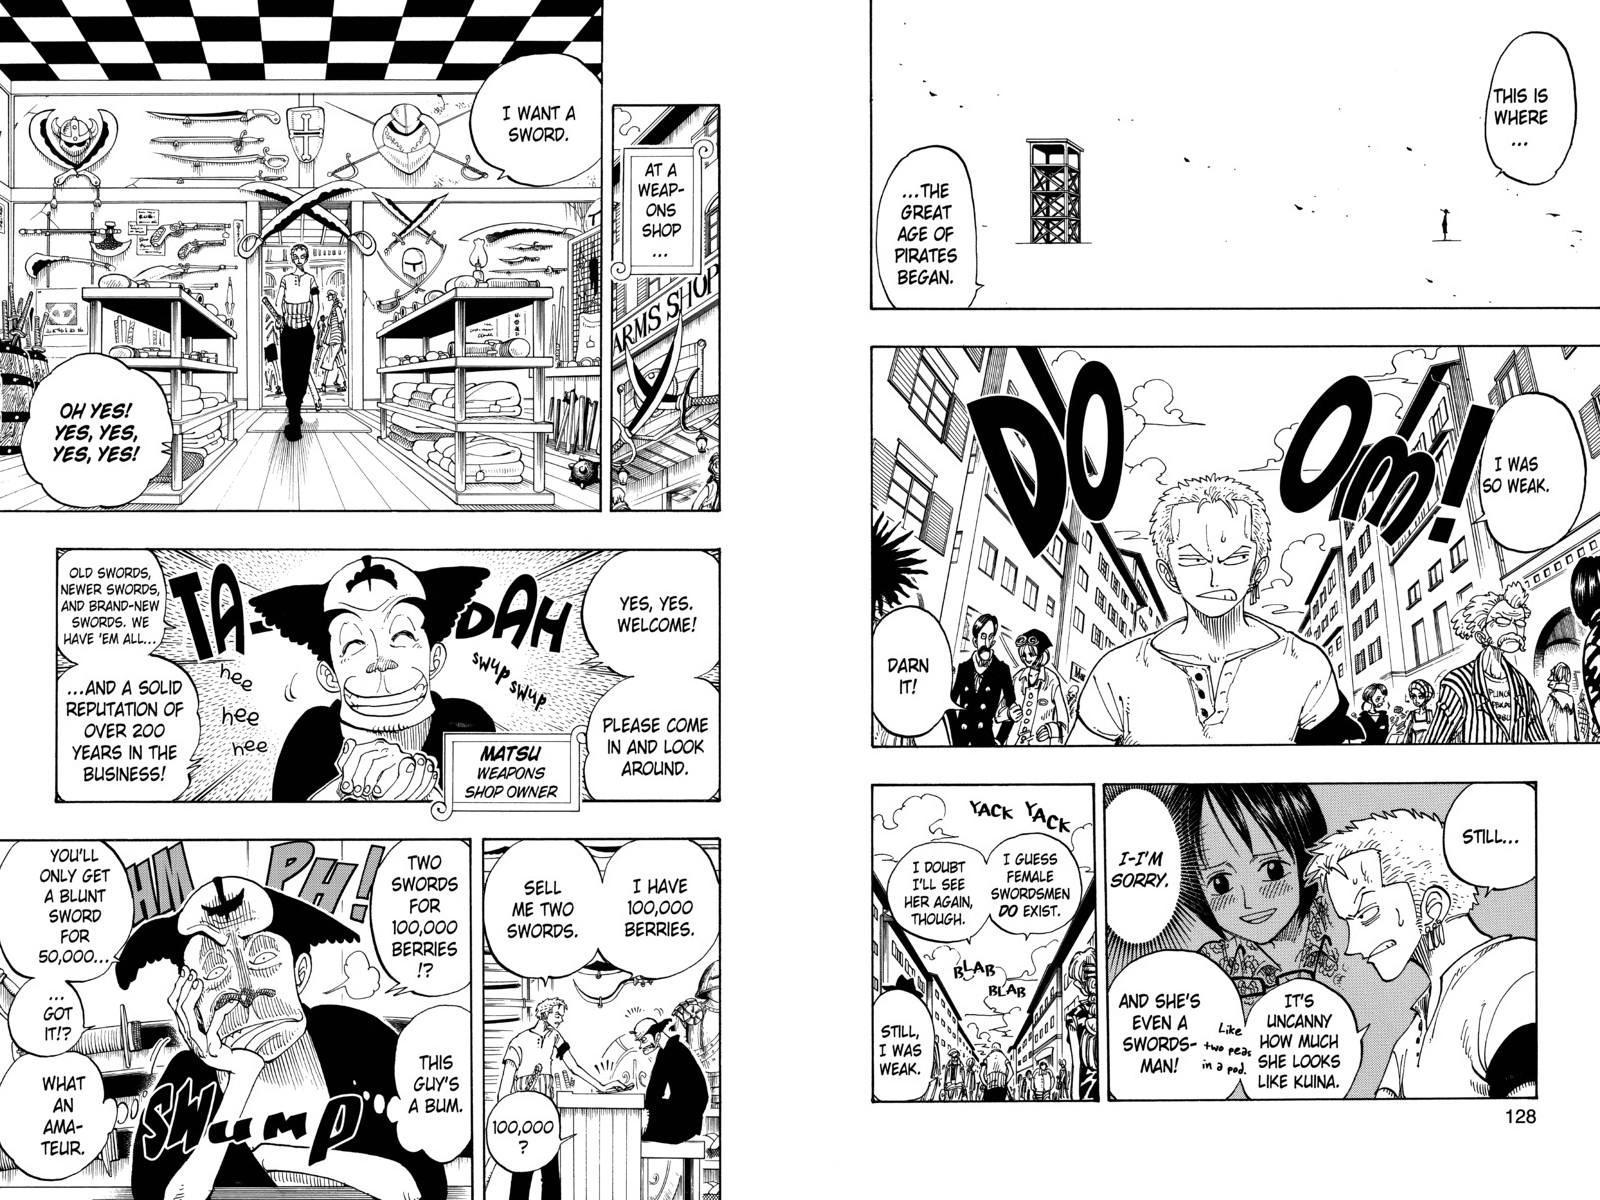 THIS IS
WHERE
...
...THE
GREAT
AGE OF
PIRATES
BEGAN.
DOOM!
I WAS
SO WEAK.
DARN
IT!
STILL...
I-I'M
SORRY.
IT'S
UNCANNY
HOW MUCH
SHE LOOKS
LIKE KUINA.
Like
two peas
in a pod.
AND SHE'S
EVEN A
SWORDS-
MAN!
YACK YACK
I GUESS
FEMALE
SWORDSMEN
DO EXIST.
I DOUBT
I'LL SEE
HER AGAIN,
THOUGH.
BLAB
BLAB
STILL,
I WAS
WEAK.
128
AT A
WEAP-
ONS
SHOP
...
ARMS SHOP
I WANT A
SWORD.
OH YES!
YES, YES,
YES, YES!
YES, YES.
WELCOME!
PLEASE COME
IN AND LOOK
AROUND.
TA-DAH
swup swup
hee
hee
hee
MATSU
WEAPONS
SHOP OWNER
OLD SWORDS,
NEWER SWORDS,
AND BRAND-NEW
SWORDS. WE
HAVE 'EM ALL...
...AND A SOLID
REPUTATION OF
OVER 200
YEARS IN THE
BUSINESS!
I HAVE
100,000
BERRIES.
SELL
ME TWO
SWORDS.
100,000
?
HMPH!
TWO
SWORDS
FOR
100,000
BERRIES
!?
THIS
GUY'S
A BUM.
YOU'LL
ONLY GET
A BLUNT
SWORD
FOR
50,000...
...
GOT
IT!?
WHAT
AN
AMA-
TEUR.
SWUMP